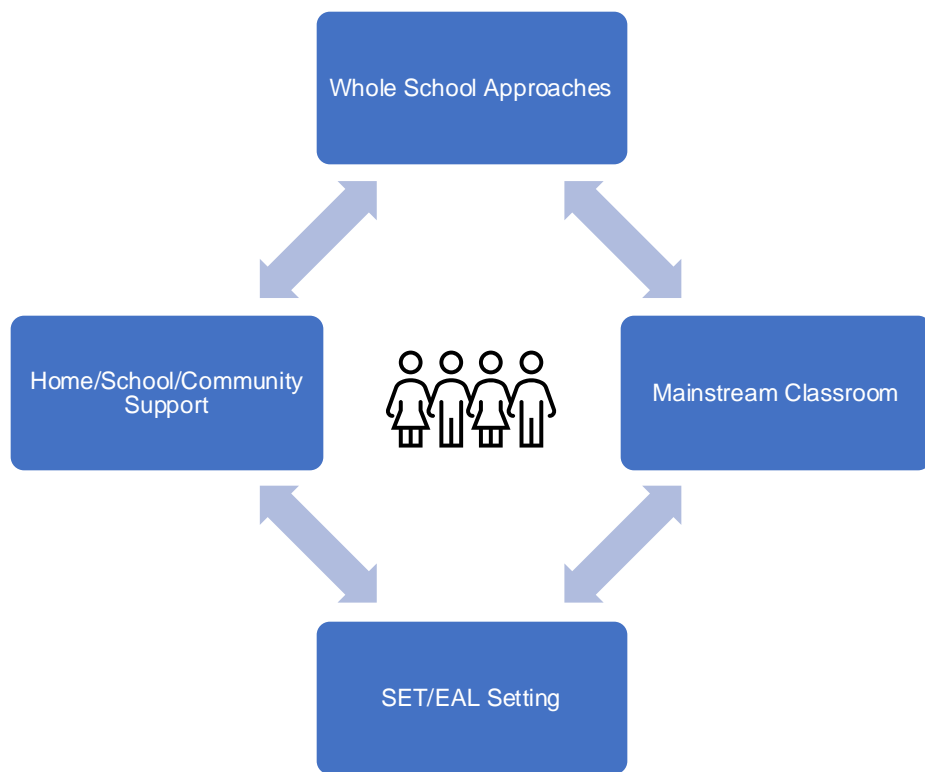 Whole School Approaches
Home/School/Community
Support
Mainstream Classroom
SET/EAL Setting